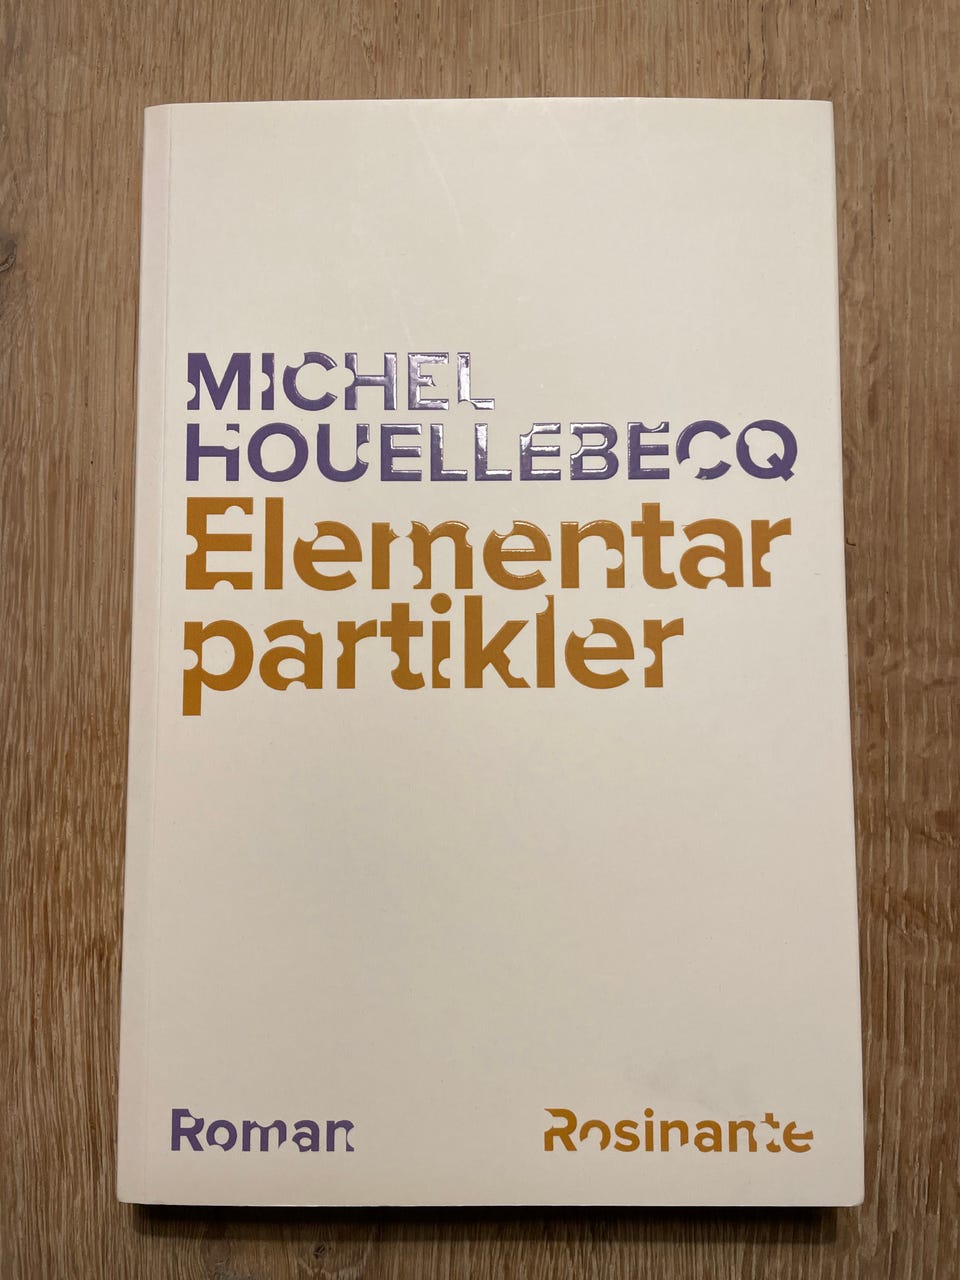 MICHEL
HOUELLEBECQ
Elementar
partikler
Roman
Rosinante